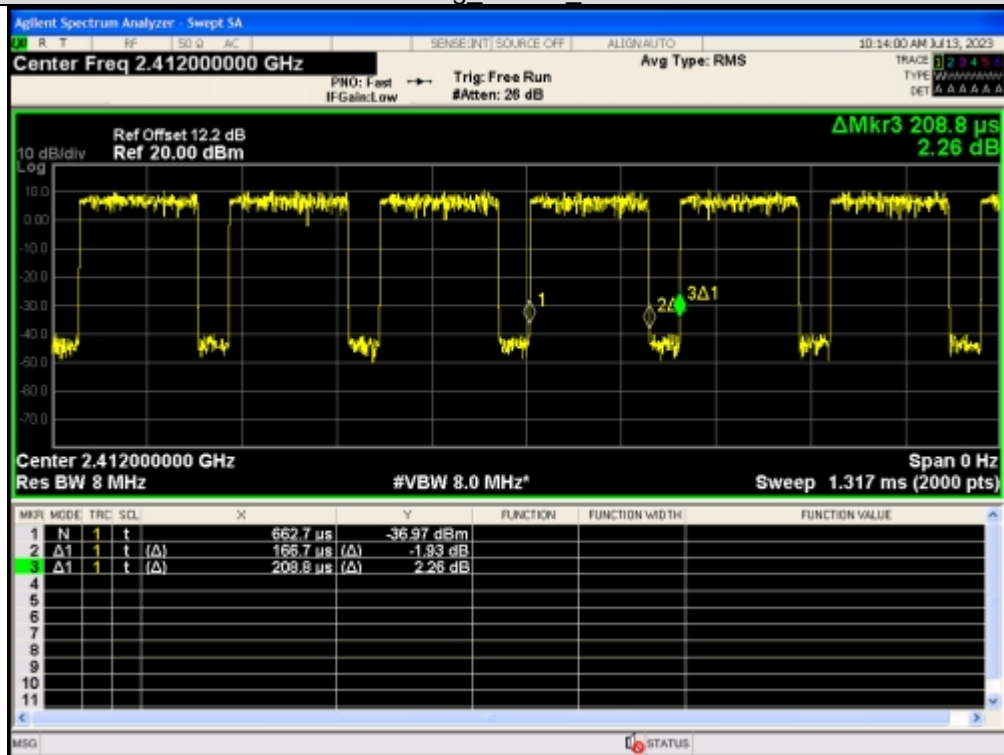 Agilent Spectrum Analyzer - Swept SA
R T RF 50 Ω AC SENSE:INT SOURCE OFF ALIGNAUTO 10:14:00 AM Jul 13, 2023
Center Freq 2.412000000 GHz Avg Type: RMS TRACE 1 2 3 4 5 6
PNO: Fast Trig: Free Run TYPE
IFGain:Low #Atten: 26 dB DET A A A A A A
ΔMkr3 208.8 µs
2.26 dB
Ref Offset 12.2 dB
10 dB/div Ref 20.00 dBm
Log
10.0
0.00
-10.0
-20.0
-30.0
-40.0
-50.0
-60.0
-70.0
1
2Δ
3Δ1
Center 2.412000000 GHz Span 0 Hz
Res BW 8 MHz #VBW 8.0 MHz* Sweep 1.317 ms (2000 pts)
MKR MODE TRC SCL X Y FUNCTION FUNCTION WIDTH FUNCTION VALUE
1 N 1 t 662.7 µs -36.97 dBm
2 Δ1 1 t (Δ) 166.7 µs (Δ) -1.93 dB
3 Δ1 1 t (Δ) 208.8 µs (Δ) 2.26 dB
4
5
6
7
8
9
10
11
MSG STATUS